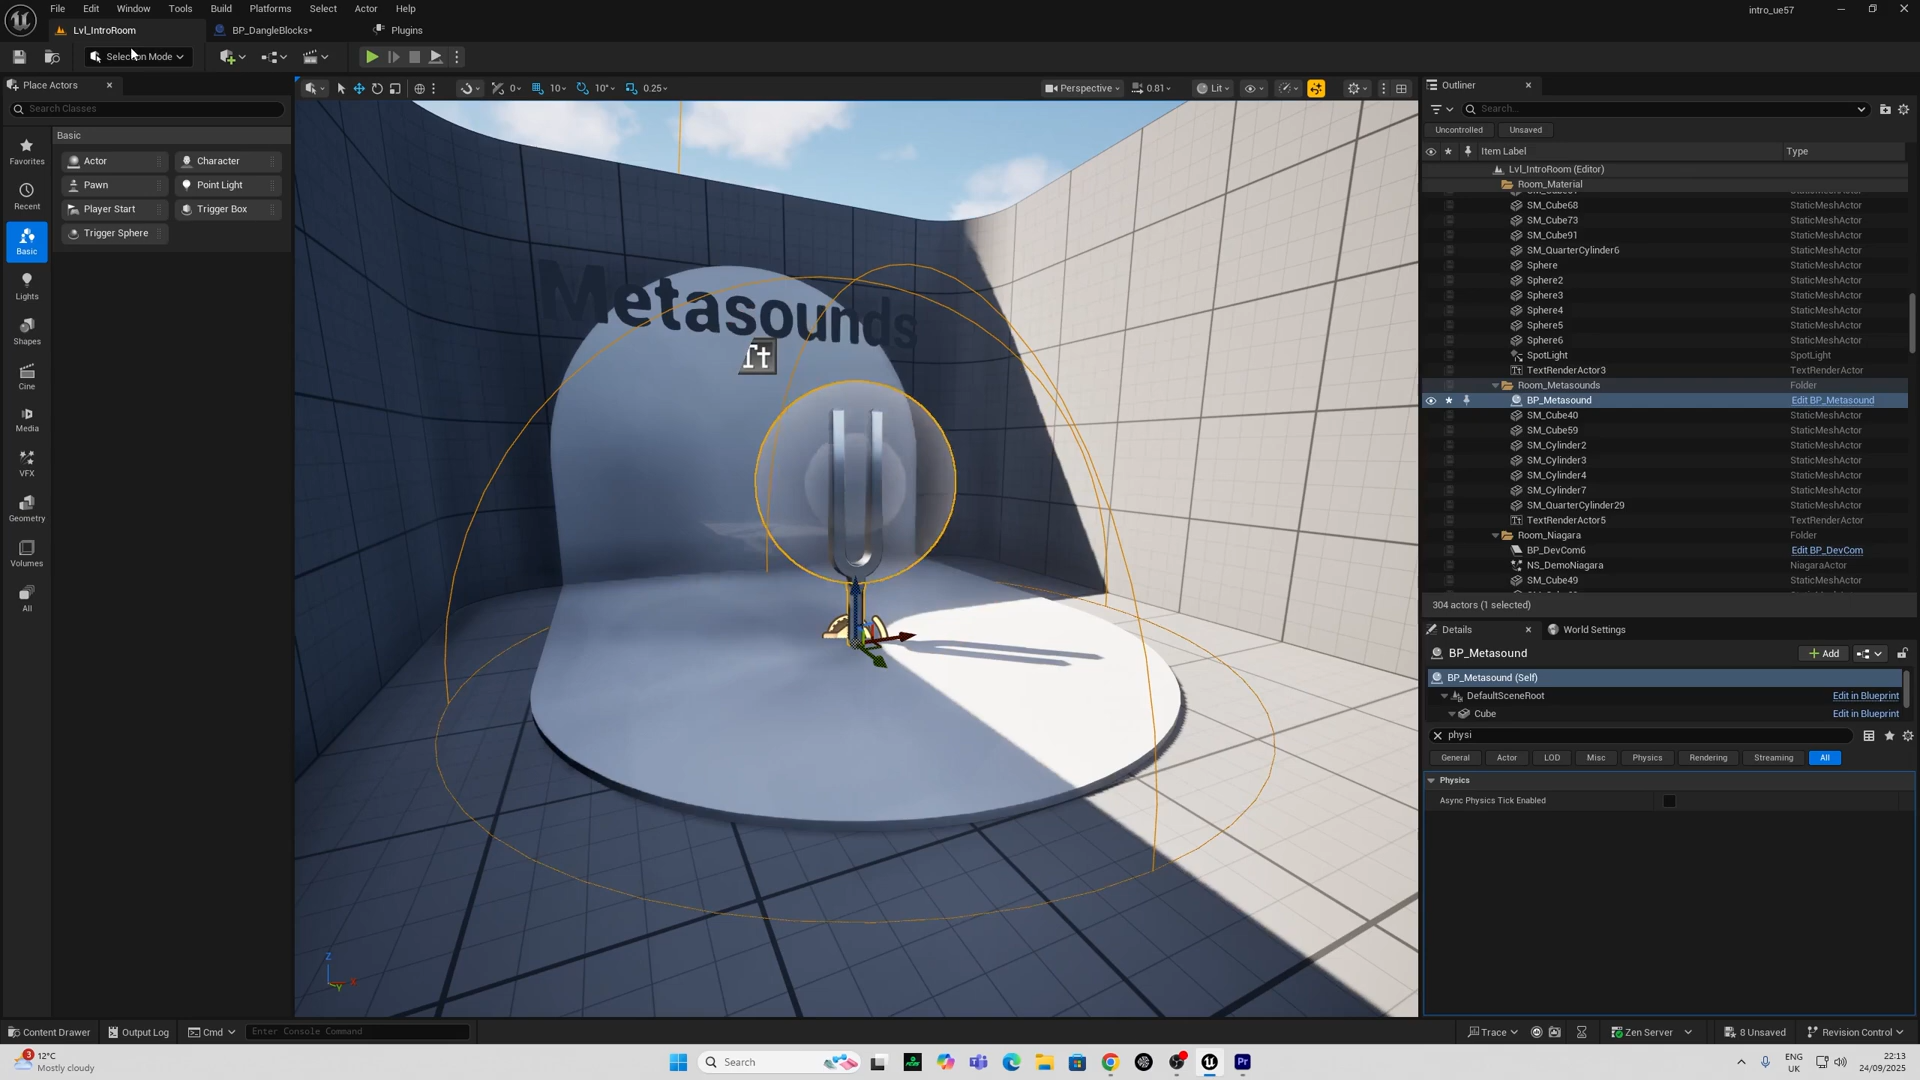 File Edit Window Tools Build Platforms Select Actor Help
intro_ue57
Lvl_IntroRoom
BP_DangleBlocks*
Plugins
Selection Mode
Place Actors
Search Classes
Favorites
Recent
Basic
Lights
Shapes
Cine
Media
VFX
Geometry
Volumes
All
Basic
Actor
Character
Pawn
Point Light
Player Start
Trigger Box
Trigger Sphere
0
10
10°
0.25
Perspective
0.81
Lit
Metasounds
Tt
Z
X
Y
Outliner
Search...
Uncontrolled
Unsaved
Item Label
Type
Lvl_IntroRoom (Editor)
Room_Material
SM_Cube68 StaticMeshActor
SM_Cube73 StaticMeshActor
SM_Cube91 StaticMeshActor
SM_QuarterCylinder6 StaticMeshActor
Sphere StaticMeshActor
Sphere2 StaticMeshActor
Sphere3 StaticMeshActor
Sphere4 StaticMeshActor
Sphere5 StaticMeshActor
Sphere6 StaticMeshActor
SpotLight SpotLight
TextRenderActor3 TextRenderActor
Room_Metasounds Folder
BP_Metasound Edit BP_Metasound
SM_Cube40 StaticMeshActor
SM_Cube59 StaticMeshActor
SM_Cylinder2 StaticMeshActor
SM_Cylinder3 StaticMeshActor
SM_Cylinder4 StaticMeshActor
SM_Cylinder7 StaticMeshActor
SM_QuarterCylinder29 StaticMeshActor
TextRenderActor5 TextRenderActor
Room_Niagara Folder
BP_DevCom6 Edit BP_DevCom
NS_DemoNiagara NiagaraActor
SM_Cube49 StaticMeshActor
304 actors (1 selected)
Details
World Settings
BP_Metasound
Add
BP_Metasound (Self)
DefaultSceneRoot Edit in Blueprint
Cube Edit in Blueprint
physi
General Actor LOD Misc Physics Rendering Streaming All
Physics
Async Physics Tick Enabled
Content Drawer
Output Log
Cmd
Enter Console Command
Trace
Zen Server
8 Unsaved
Revision Control
3
12°C
Mostly cloudy
Search
Pr
ENG
UK
22:13
24/09/2025